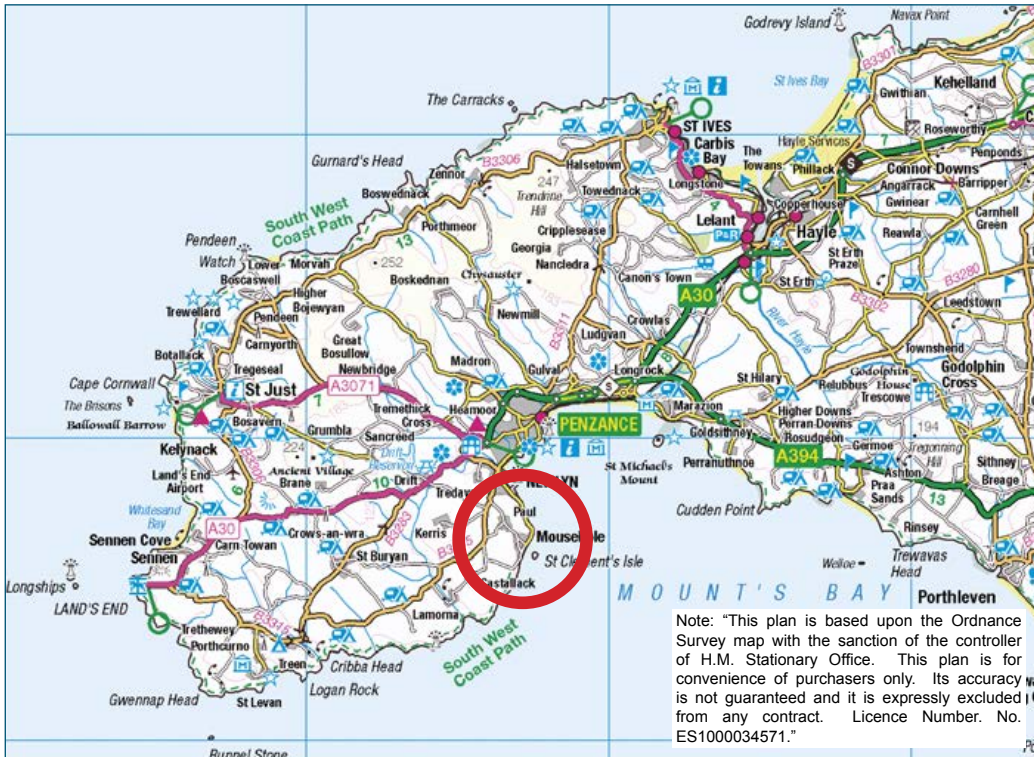 Navax Point
Godrevy Island
B3301
St Ives Bay
Kehelland
Gwithian
The Carracks
ST IVES
Carbis
Bay
The
Towans
Hayle Services
Phillack
S
7
Roseworthy
Connor Downs
Penponds
Gurnard's Head
B3306
Halsetown
Zennor
247
Trendrine
Hill
Towednack
Longstone
4
Angarrack
Barripper
Copperhouse
Gwinear
Carnhell
Green
Boswednack
South West
Coast Path
13
Porthmeor
Cripplesease
Lelant
P&R
Hayle
Reawla
Pendeen
Watch
Lower
Boscaswell
Morvah
252
Georgia
Nancledra
Canon's Town
St Erth
Praze
St Erth
B3280
Boskednan
Chysauster
Higher
Bojewyan
Trewellard
Pendeen
Newmill
B3311
A30
B3302
Leedstown
Crowlas
Ludgvan
River Hayle
Carnyorth
Great
Bosullow
Botallack
Tregeseal
Newbridge
Madron
Gulval
Longrock
8
Townshend
St Hilary
Godolphin
House
Godolphin
Cross
Relubbus
Trescowe
Cape Cornwall
The Brisons
Ballowall Barrow
St Just
A3071
7
183
Tremethick
Cross
Heamoor
S
PENZANCE
Marazion
Higher Downs
Perran Downs
Rosudgeon
194
Tregonning
Hill
Bosavern
Grumbla
Sancreed
Goldsithney
Germoe
Kelynack
224
Drift
Reservoir
St Michael's
Mount
Perranuthnoe
A394
Sithney
Ashton
Breage
Land's End
Airport
B3306
Ancient Village
Brane
10
Drift
Praa
Sands
13
Cudden Point
Whitesand
Bay
9
A30
Crows-an-wra
B3283
Kerris
Paul
Rinsey
Sennen Cove
Sennen
Carn Towan
St Buryan
St Clement's Isle
Trewavas
Head
Welloe
Longships
LAND'S END
Lamorna
MOUNT'S BAY
Porthleven
B3315
Trethewey
Porthcurno
Treen
Cribba Head
Logan Rock
South West
Coast Path
Gwennap Head
St Levan
Runnel Stone
Note: “This plan is based upon the Ordnance
Survey map with the sanction of the controller
of H.M. Stationary Office. This plan is for
convenience of purchasers only. Its accuracy
is not guaranteed and it is expressly excluded
from any contract. Licence Number. No.
ES1000034571.”